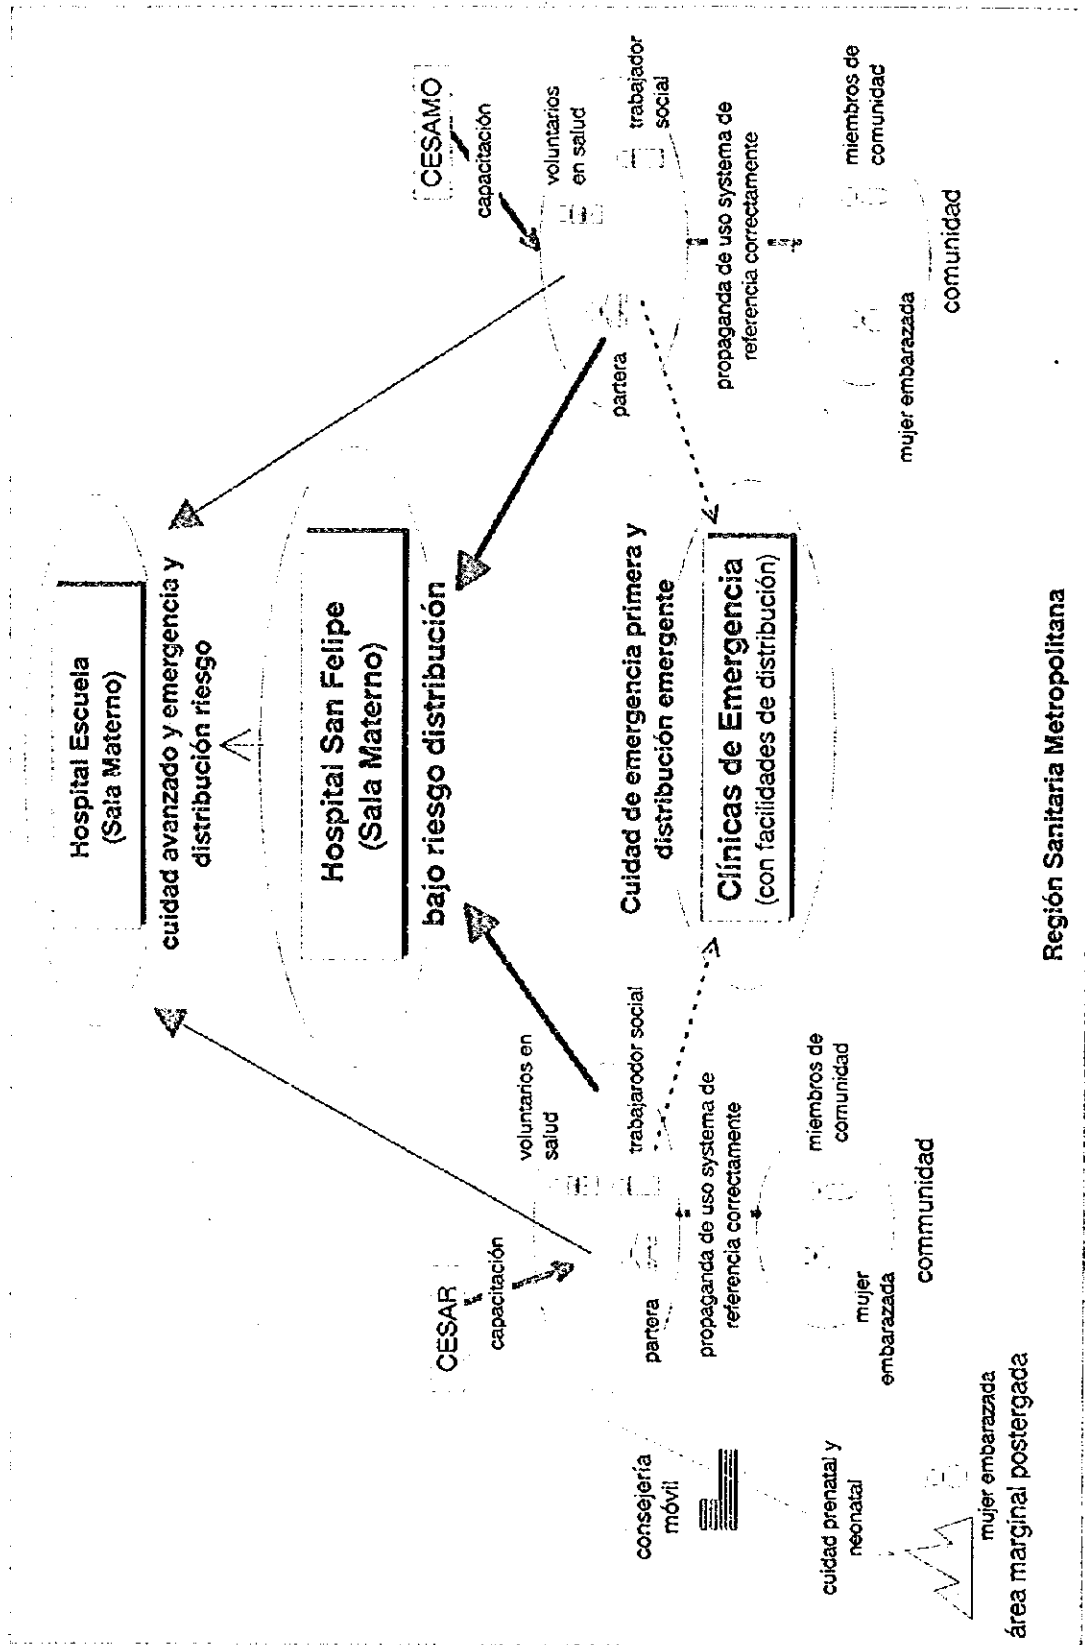 Hospital Escuela
(Sala Materno)
cuidad avanzado y emergencia y
distribución riesgo
Hospital San Felipe
(Sala Materno)
bajo riesgo distribución
Cuidad de emergencia primera y
distribución emergente
Clínicas de Emergencia
(con facilidades de distribución)
CESAR
capacitación
voluntarios en
salud
trabajarodor social
partera
propaganda de uso systema de
referencia correctamente
miembros de
comunidad
mujer
embarazada
communidad
consejería
móvil
cuidad prenatal y
neonatal
mujer embarazada
área marginal postergada
CESAMO
capacitación
voluntarios
en salud
trabajador
social
partera
propaganda de uso systema de
referencia correctamente
miembros de
comunidad
mujer embarazada
comunidad
Región Sanitaria Metropolitana